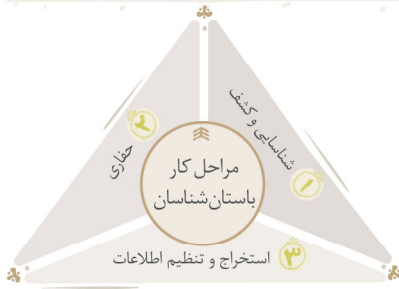 مراحل کار
باستان‌شناسان
۱ شناسایی و کشف
۲ حفاری
۳ استخراج و تنظیم اطلاعات